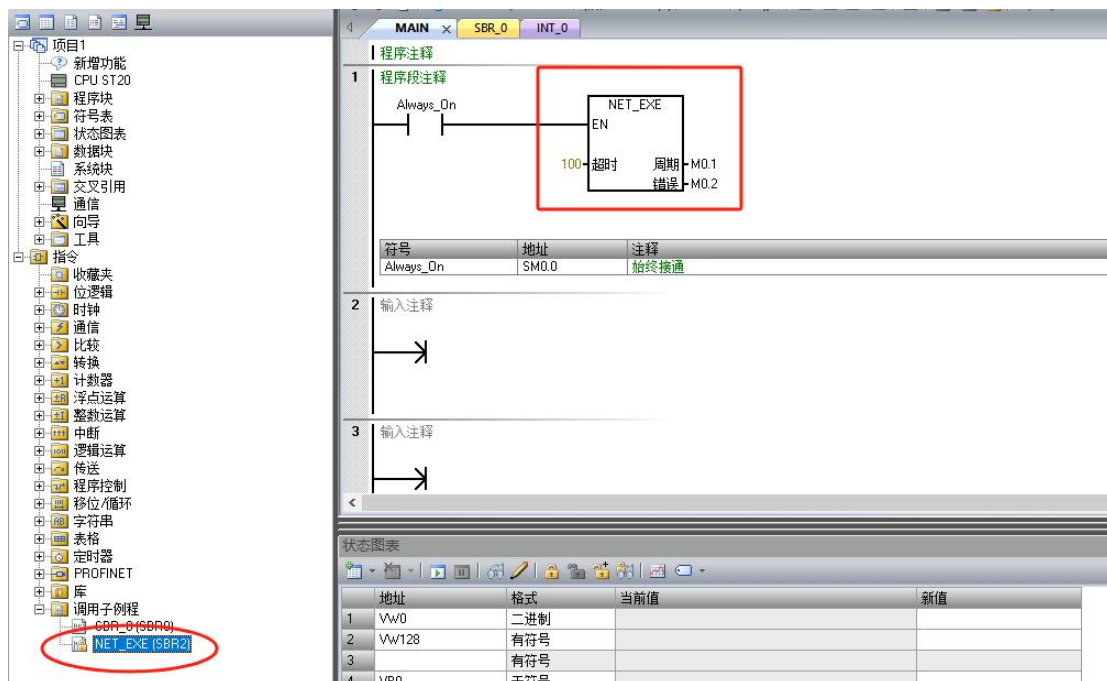 项目1
新增功能
CPU ST20
程序块
符号表
状态图表
数据块
系统块
交叉引用
通信
向导
工具
指令
收藏夹
位逻辑
时钟
通信
比较
转换
计数器
浮点运算
整数运算
中断
逻辑运算
传送
程序控制
移位/循环
字符串
表格
定时器
PROFINET
库
调用子例程
SBR_0 (SBR0)
NET_EXE (SBR2)
MAIN × SBR_0 INT_0
程序注释
1 程序段注释
Always_On NET_EXE
EN
100 超时 周期 M0.1
错误 M0.2
符号 地址 注释
Always_On SM0.0 始终接通
2 输入注释
3 输入注释
状态图表
地址 格式 当前值 新值
1 VW0 二进制
2 VW128 有符号
3 有符号
4 VB0 无符号